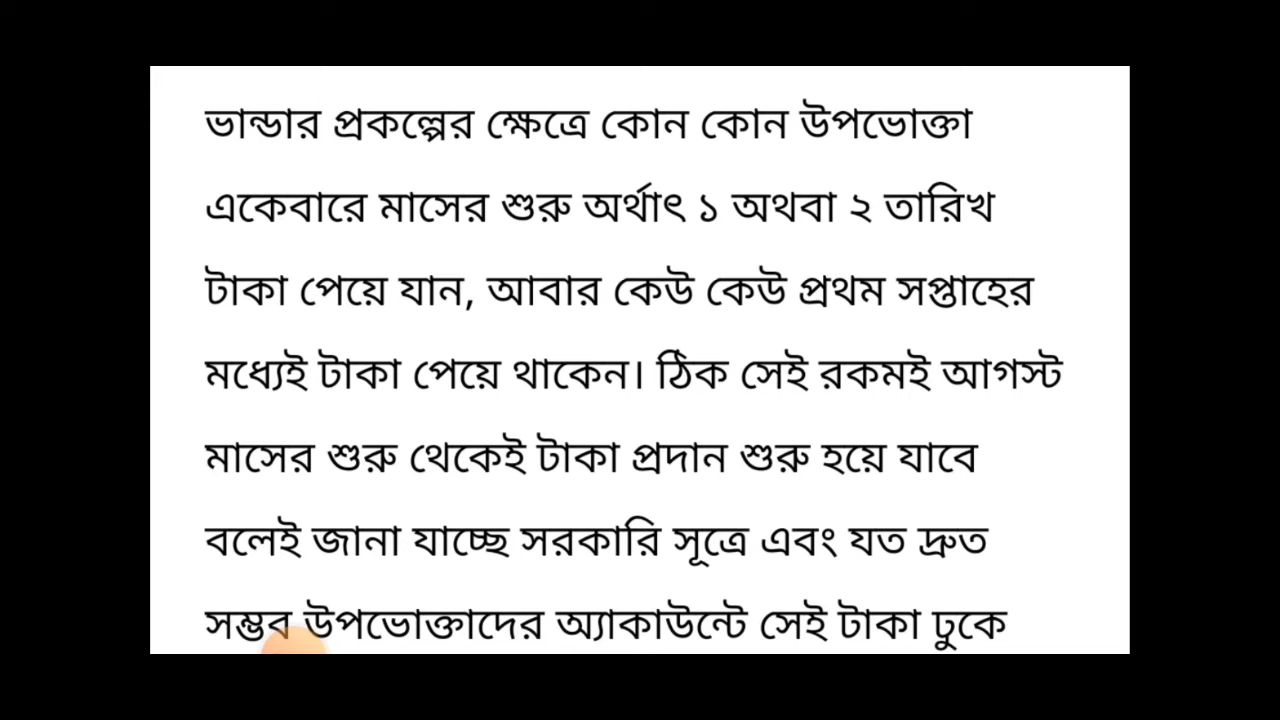 ভান্ডার প্রকল্পের ক্ষেত্রে কোন কোন উপভোক্তা
একেবারে মাসের শুরু অর্থাৎ ১ অথবা ২ তারিখ
টাকা পেয়ে যান, আবার কেউ কেউ প্রথম সপ্তাহের
মধ্যেই টাকা পেয়ে থাকেন। ঠিক সেই রকমই আগস্ট
মাসের শুরু থেকেই টাকা প্রদান শুরু হয়ে যাবে
বলেই জানা যাচ্ছে সরকারি সূত্রে এবং যত দ্রুত
সম্ভব উপভোক্তাদের অ্যাকাউন্টে সেই টাকা ঢুকে